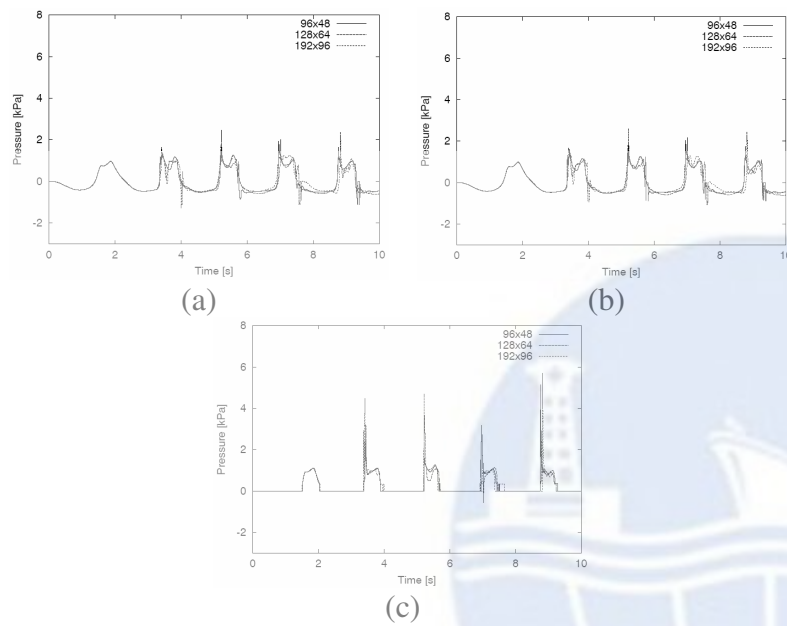 8
6
4
2
0
-2
Pressure [kPa]
96x48
128x64
192x96
0 2 4 6 8 10
Time [s]
(a)
8
6
4
2
0
-2
Pressure [kPa]
96x48
128x64
192x96
0 2 4 6 8 10
Time [s]
(b)
8
6
4
2
0
-2
Pressure [kPa]
96x48
128x64
192x96
0 2 4 6 8 10
Time [s]
(c)